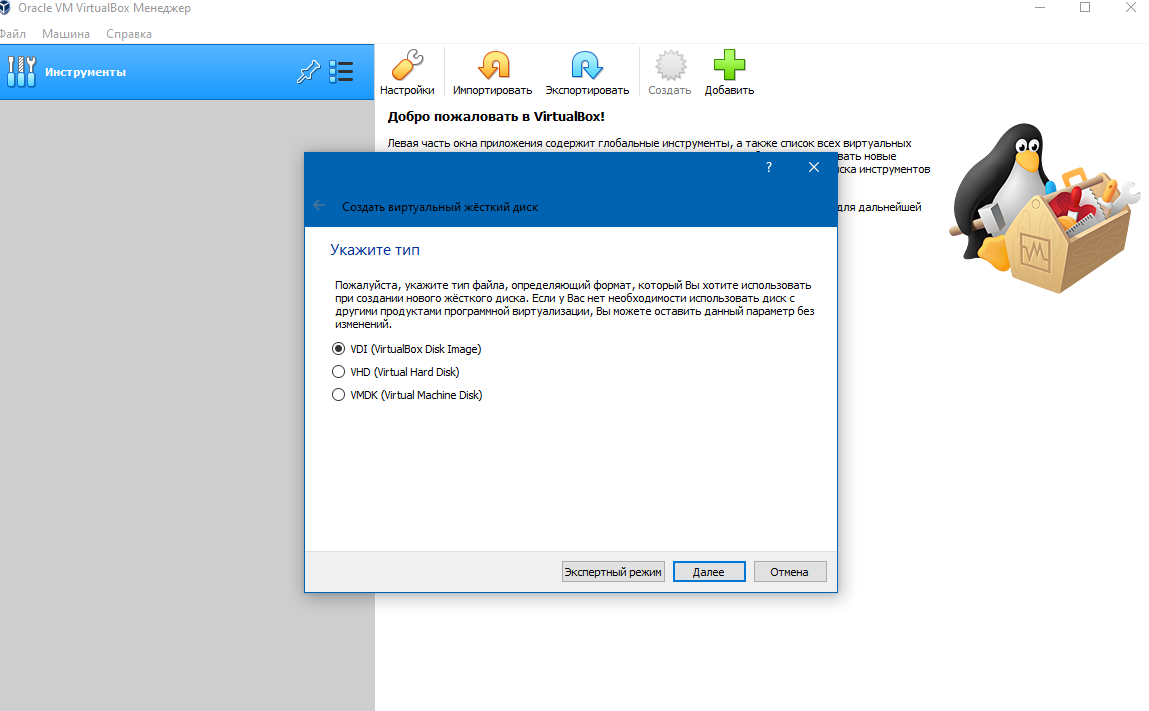 Oracle VM VirtualBox Менеджер
Файл Машина Справка
Инструменты
Настройки Импортировать Экспортировать Создать Добавить
Добро пожаловать в VirtualBox!
Левая часть окна приложения содержит глобальные инструменты, а также список всех виртуальных
вать новые
ска инструментов
для дальнейшей
?
Создать виртуальный жёсткий диск
Укажите тип
Пожалуйста, укажите тип файла, определяющий формат, который Вы хотите использовать
при создании нового жёсткого диска. Если у Вас нет необходимости использовать диск с
другими продуктами программной виртуализации, Вы можете оставить данный параметр без
изменений.
VDI (VirtualBox Disk Image)
VHD (Virtual Hard Disk)
VMDK (Virtual Machine Disk)
Экспертный режим Далее Отмена